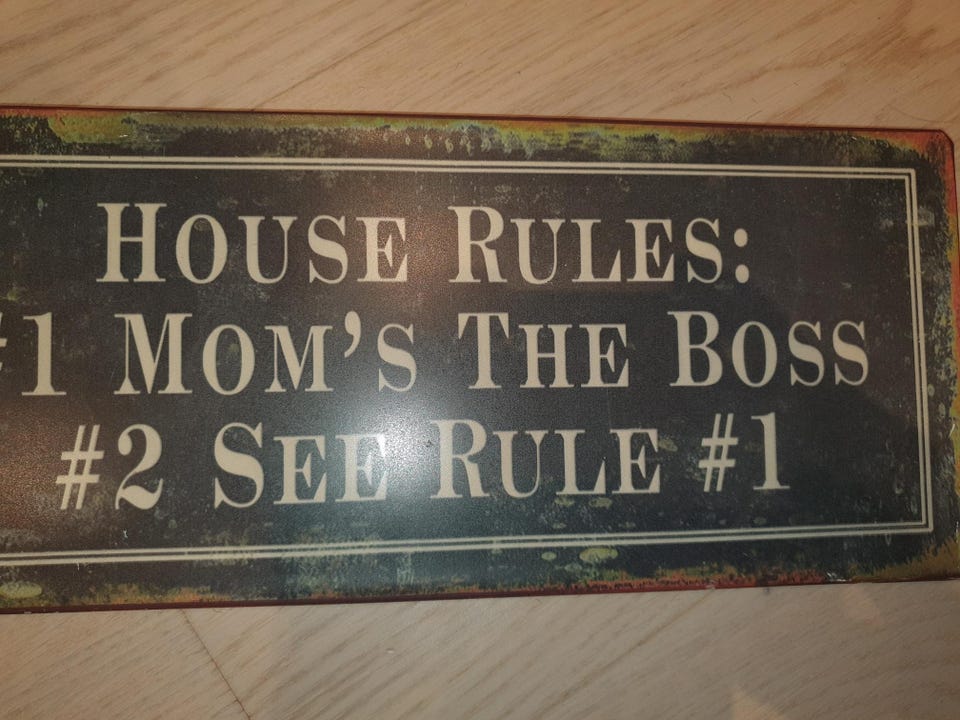 HOUSE RULES:
#1 MOM'S THE BOSS
#2 SEE RULE #1